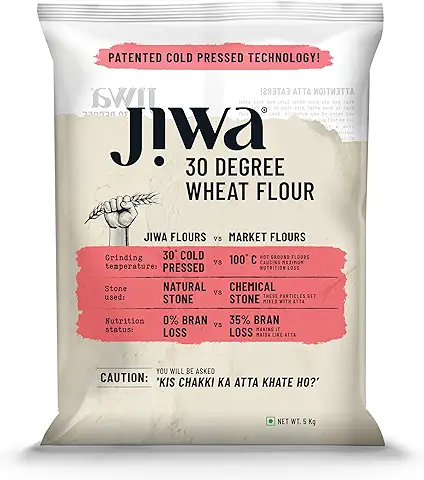 PATENTED COLD PRESSED TECHNOLOGY!
Jiwa
30 DEGREE
WHEAT FLOUR
JIWA FLOURS vs MARKET FLOURS
Grinding temperature: 30° COLD PRESSED vs 100° C HOT GROUND FLOURS CAUSING MAXIMUM NUTRITION LOSS
Stone used: NATURAL STONE vs CHEMICAL STONE THESE PARTICLES GET MIXED WITH ATTA
Nutrition status: 0% BRAN LOSS vs 35% BRAN LOSS MAKING IT MAIDA LIKE ATTA
CAUTION: YOU WILL BE ASKED
'KIS CHAKKI KA ATTA KHATE HO?'
NET WT. 5 Kg